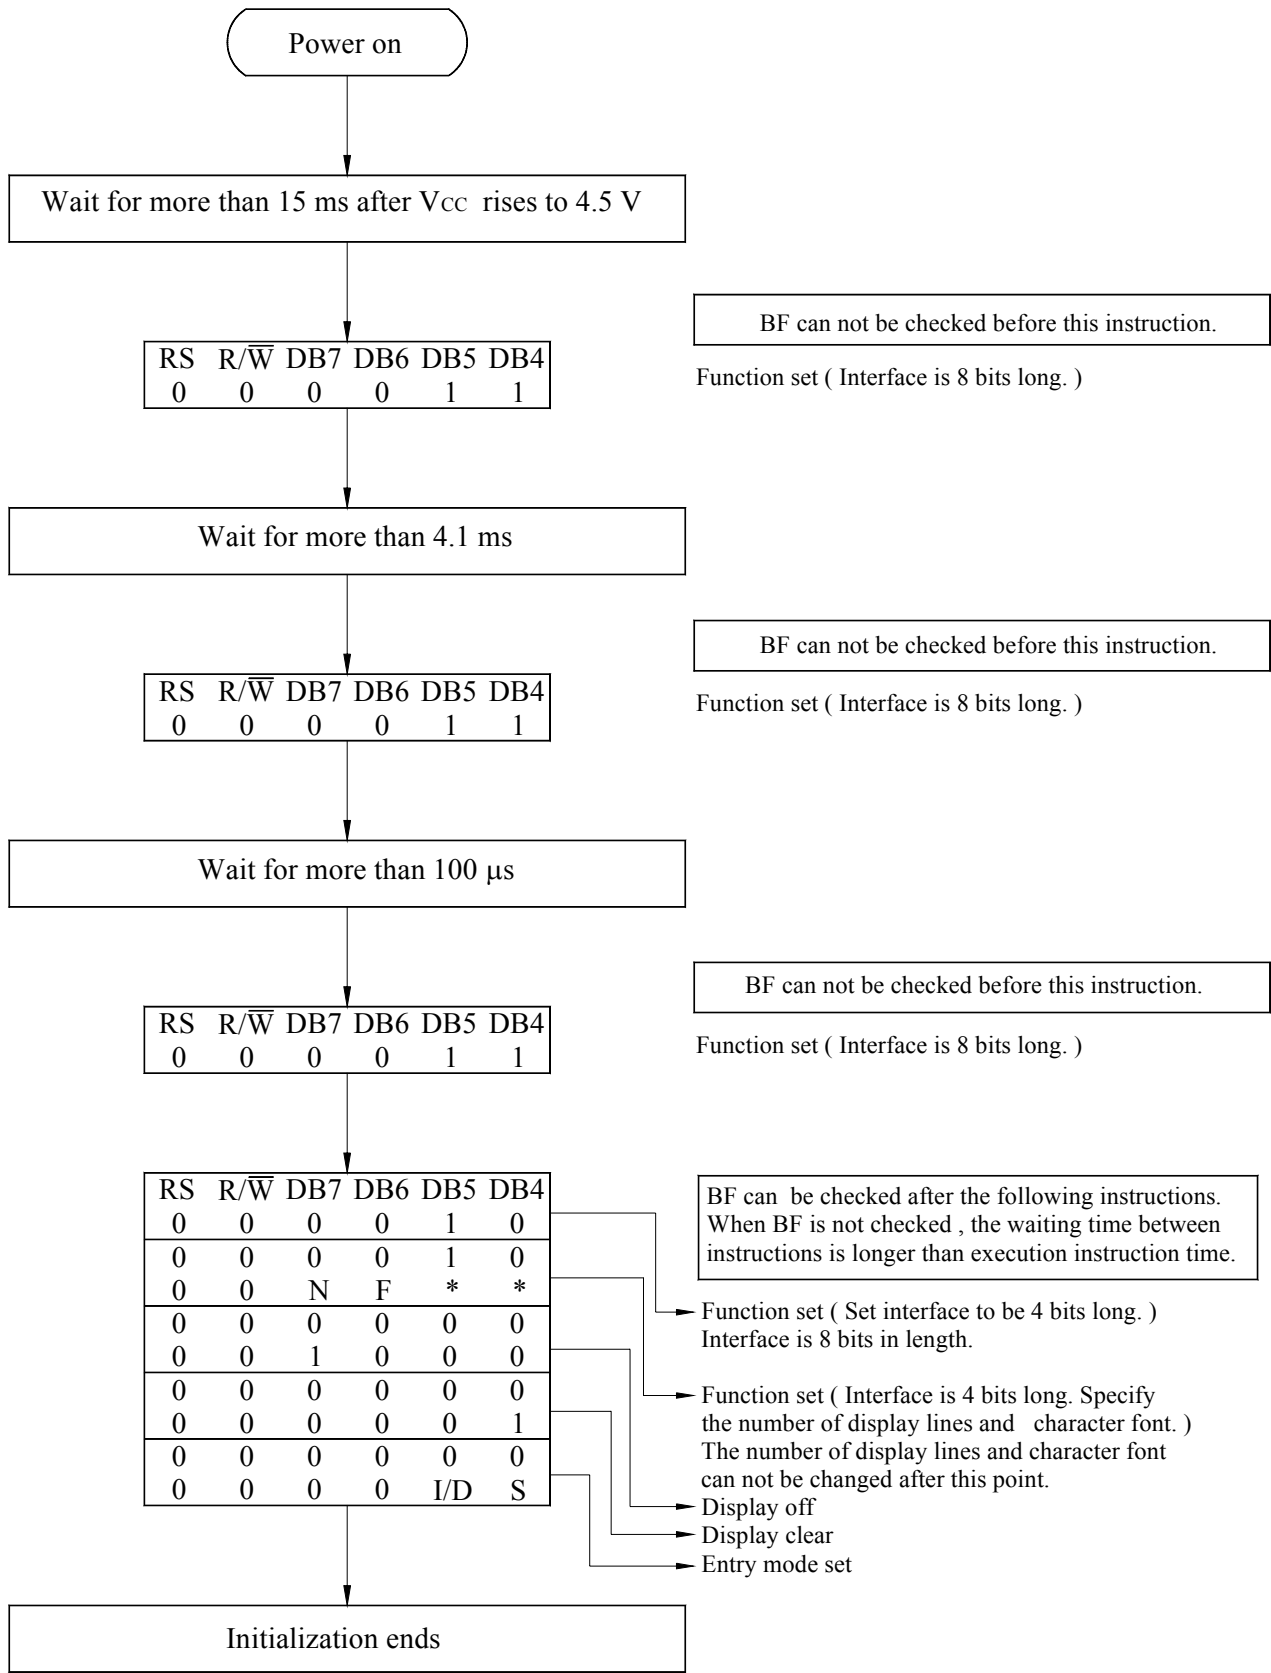 Power on
Wait for more than 15 ms after Vcc rises to 4.5 V
BF can not be checked before this instruction.
RS R/W̅ DB7 DB6 DB5 DB4
0 0 0 0 1 1
Function set ( Interface is 8 bits long. )
Wait for more than 4.1 ms
BF can not be checked before this instruction.
RS R/W̅ DB7 DB6 DB5 DB4
0 0 0 0 1 1
Function set ( Interface is 8 bits long. )
Wait for more than 100 μs
BF can not be checked before this instruction.
RS R/W̅ DB7 DB6 DB5 DB4
0 0 0 0 1 1
Function set ( Interface is 8 bits long. )
RS R/W̅ DB7 DB6 DB5 DB4
0 0 0 0 1 0
0 0 0 0 1 0
0 0 N F * *
0 0 0 0 0 0
0 0 1 0 0 0
0 0 0 0 0 0
0 0 0 0 0 1
0 0 0 0 0 0
0 0 0 0 I/D S
BF can be checked after the following instructions.
When BF is not checked , the waiting time between
instructions is longer than execution instruction time.
Function set ( Set interface to be 4 bits long. )
Interface is 8 bits in length.
Function set ( Interface is 4 bits long. Specify
the number of display lines and character font. )
The number of display lines and character font
can not be changed after this point.
Display off
Display clear
Entry mode set
Initialization ends